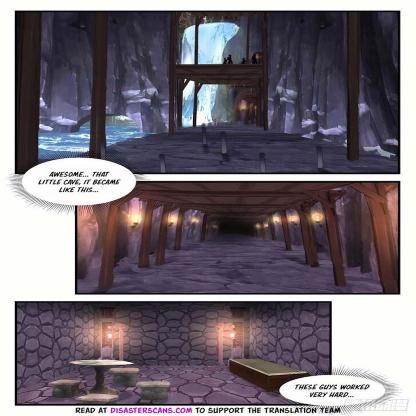 AWESOME... THAT
LITTLE CAVE, IT BECAME
LIKE THIS...
THESE GUYS WORKED
VERY HARD...
READ AT DISASTERSCANS.COM TO SUPPORT THE TRANSLATION TEAM